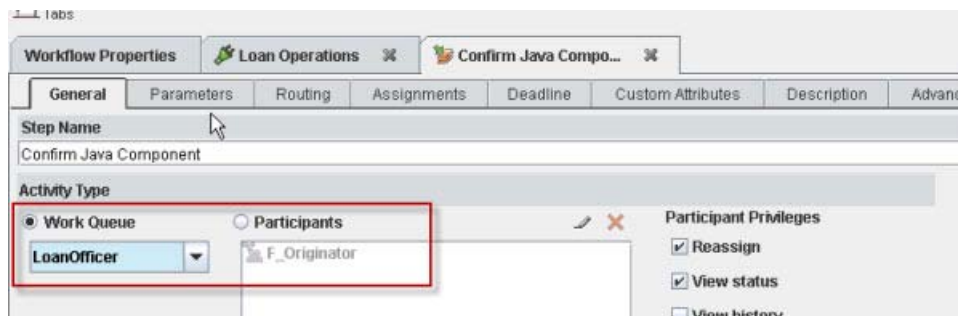 Tabs
Workflow Properties Loan Operations Confirm Java Compo...
General Parameters Routing Assignments Deadline Custom Attributes Description
Step Name
Confirm Java Component
Activity Type
Work Queue Participants Participant Privileges
LoanOfficer F_Originator Reassign
View status
View history